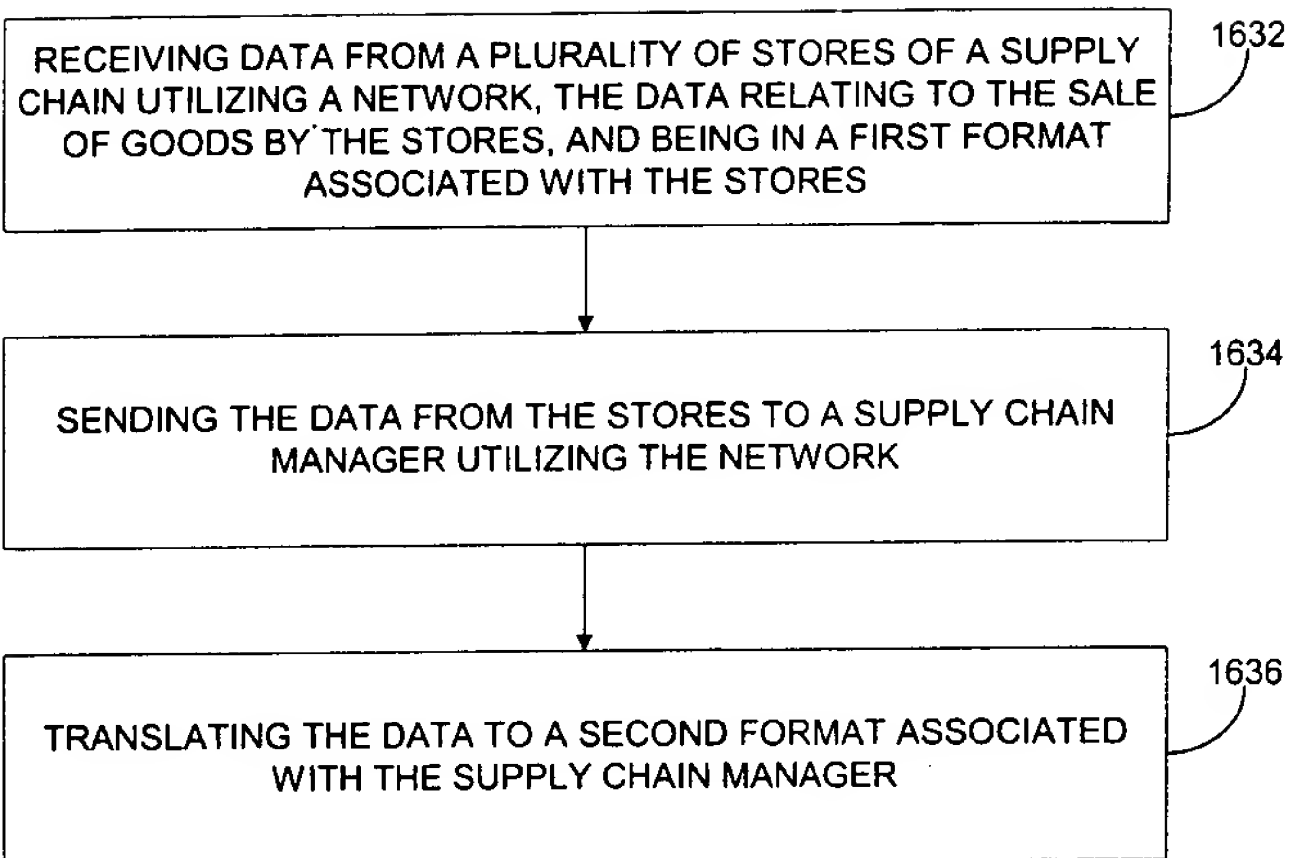 RECEIVING DATA FROM A PLURALITY OF STORES OF A SUPPLY
CHAIN UTILIZING A NETWORK, THE DATA RELATING TO THE SALE
OF GOODS BY THE STORES, AND BEING IN A FIRST FORMAT
ASSOCIATED WITH THE STORES
1632
SENDING THE DATA FROM THE STORES TO A SUPPLY CHAIN
MANAGER UTILIZING THE NETWORK
1634
TRANSLATING THE DATA TO A SECOND FORMAT ASSOCIATED
WITH THE SUPPLY CHAIN MANAGER
1636